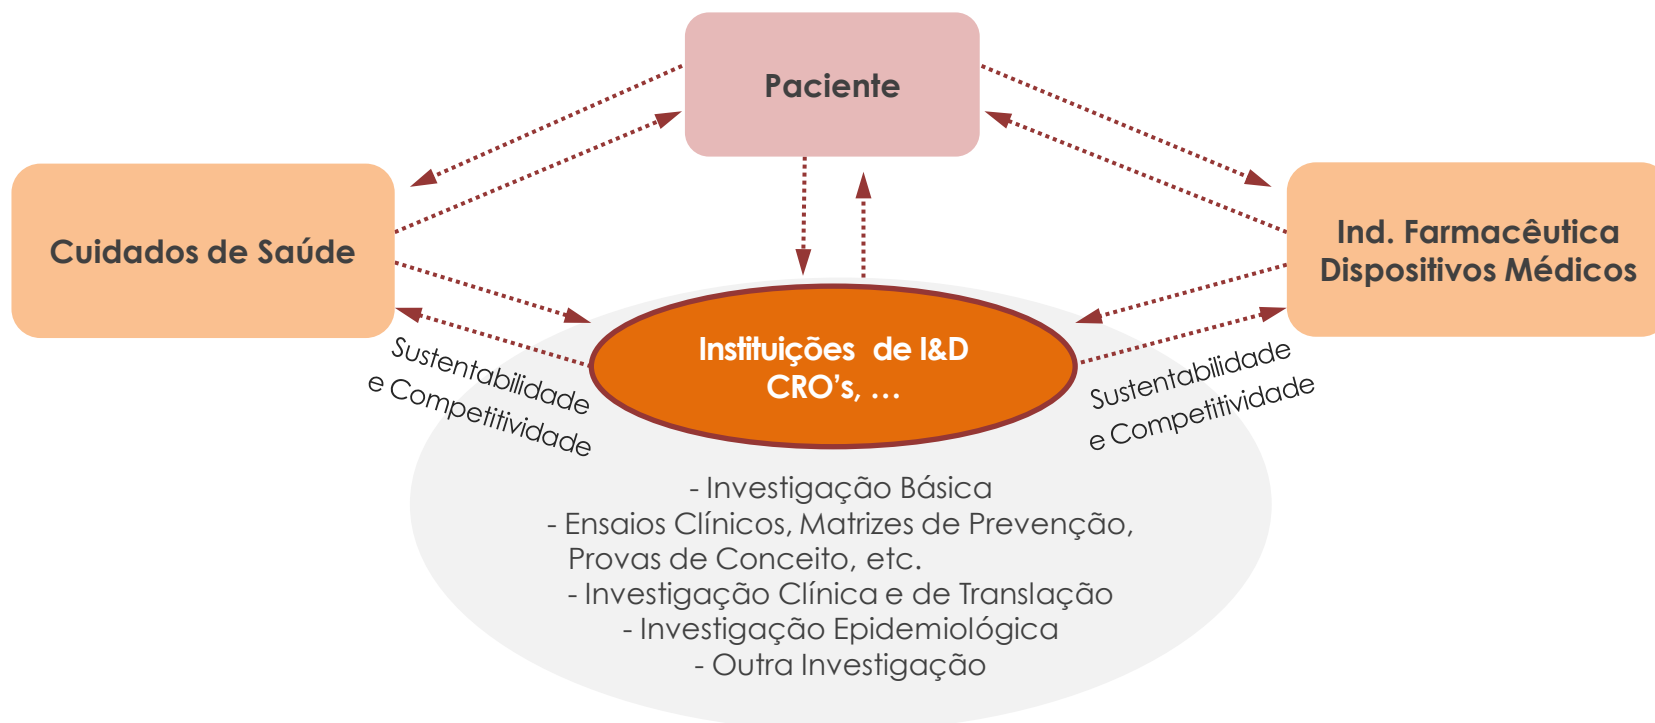 Paciente
Cuidados de Saúde
Ind. Farmacêutica
Dispositivos Médicos
Instituições de I&D
CRO's, ...
Sustentabilidade
e Competitividade
Sustentabilidade
e Competitividade
- Investigação Básica
- Ensaios Clínicos, Matrizes de Prevenção,
Provas de Conceito, etc.
- Investigação Clínica e de Translação
- Investigação Epidemiológica
- Outra Investigação